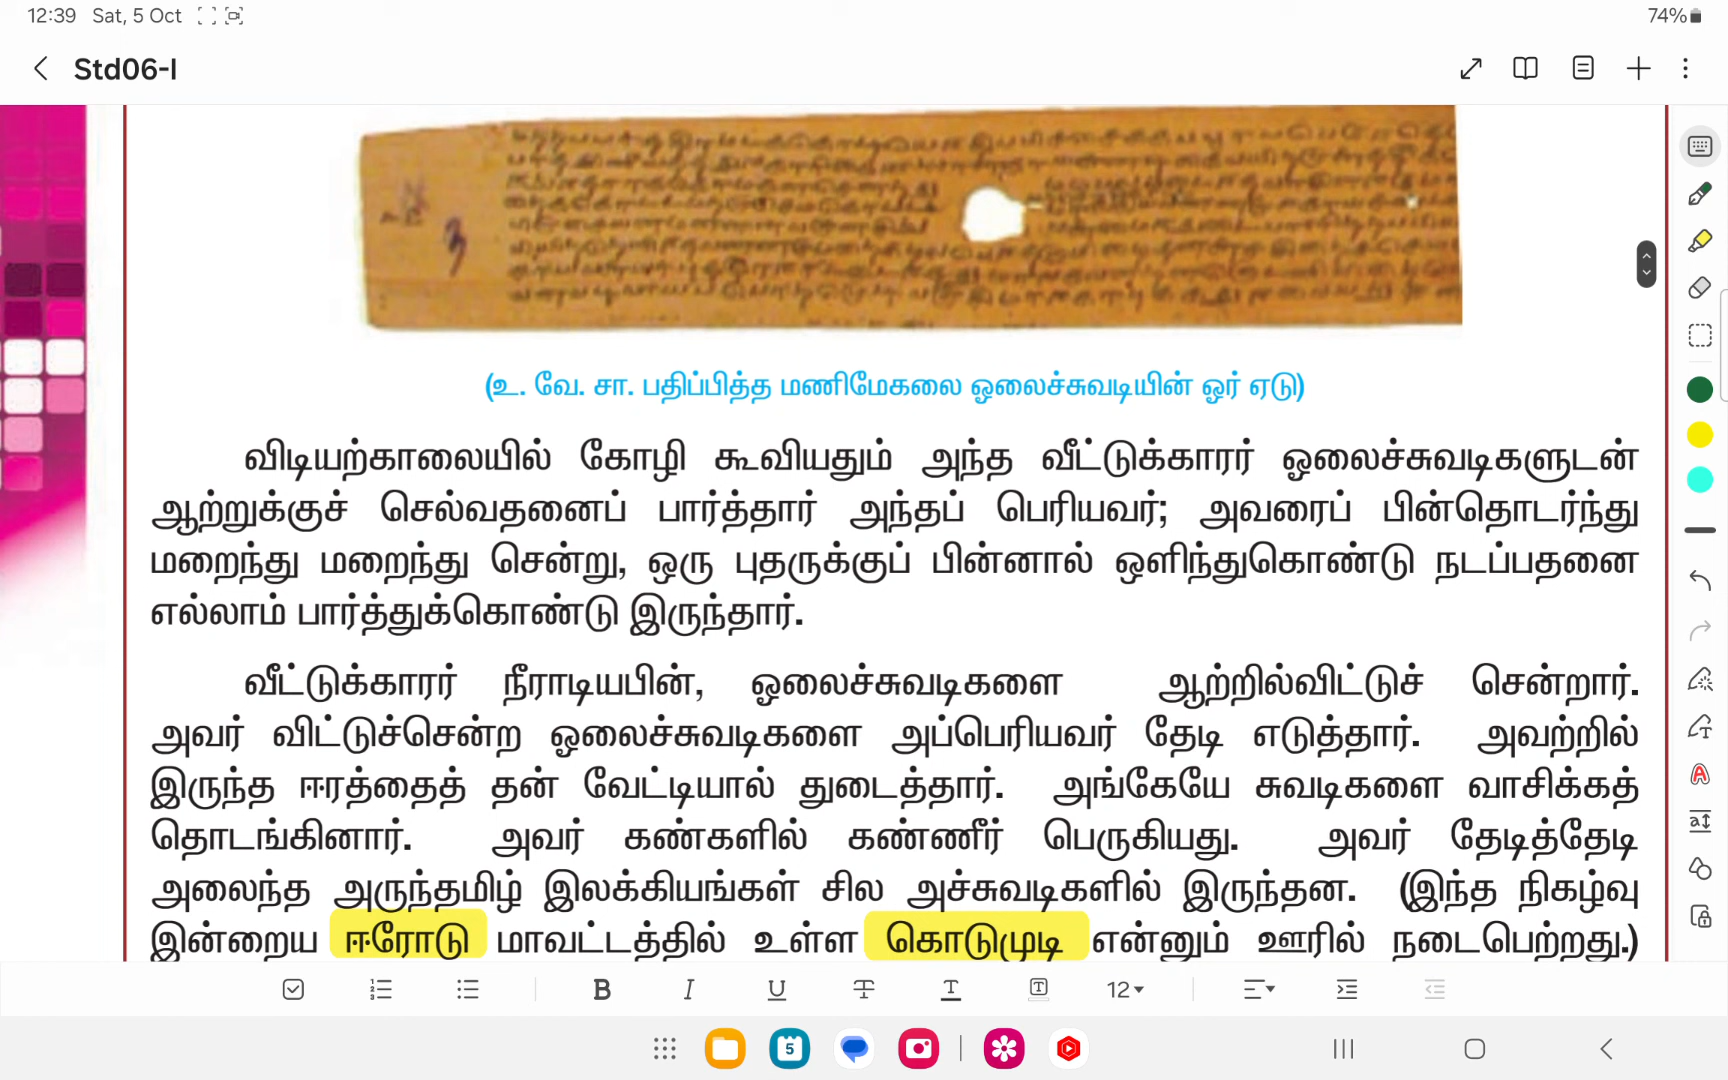 12:39 Sat, 5 Oct
74%
Std06-I
(உ. வே. சா. பதிப்பித்த மணிமேகலை ஓலைச்சுவடியின் ஓர் ஏடு)
விடியற்காலையில் கோழி கூவியதும் அந்த வீட்டுக்காரர் ஓலைச்சுவடிகளுடன்
ஆற்றுக்குச் செல்வதனைப் பார்த்தார் அந்தப் பெரியவர்; அவரைப் பின்தொடர்ந்து
மறைந்து மறைந்து சென்று, ஒரு புதருக்குப் பின்னால் ஒளிந்துகொண்டு நடப்பதனை
எல்லாம் பார்த்துக்கொண்டு இருந்தார்.
வீட்டுக்காரர் நீராடியபின், ஓலைச்சுவடிகளை ஆற்றில்விட்டுச் சென்றார்.
அவர் விட்டுச்சென்ற ஓலைச்சுவடிகளை அப்பெரியவர் தேடி எடுத்தார். அவற்றில்
இருந்த ஈரத்தைத் தன் வேட்டியால் துடைத்தார். அங்கேயே சுவடிகளை வாசிக்கத்
தொடங்கினார். அவர் கண்களில் கண்ணீர் பெருகியது. அவர் தேடித்தேடி
அலைந்த அருந்தமிழ் இலக்கியங்கள் சில அச்சுவடிகளில் இருந்தன. (இந்த நிகழ்வு
இன்றைய ஈரோடு மாவட்டத்தில் உள்ள கொடுமுடி என்னும் ஊரில் நடைபெற்றது.)
B I U T T T 12
5